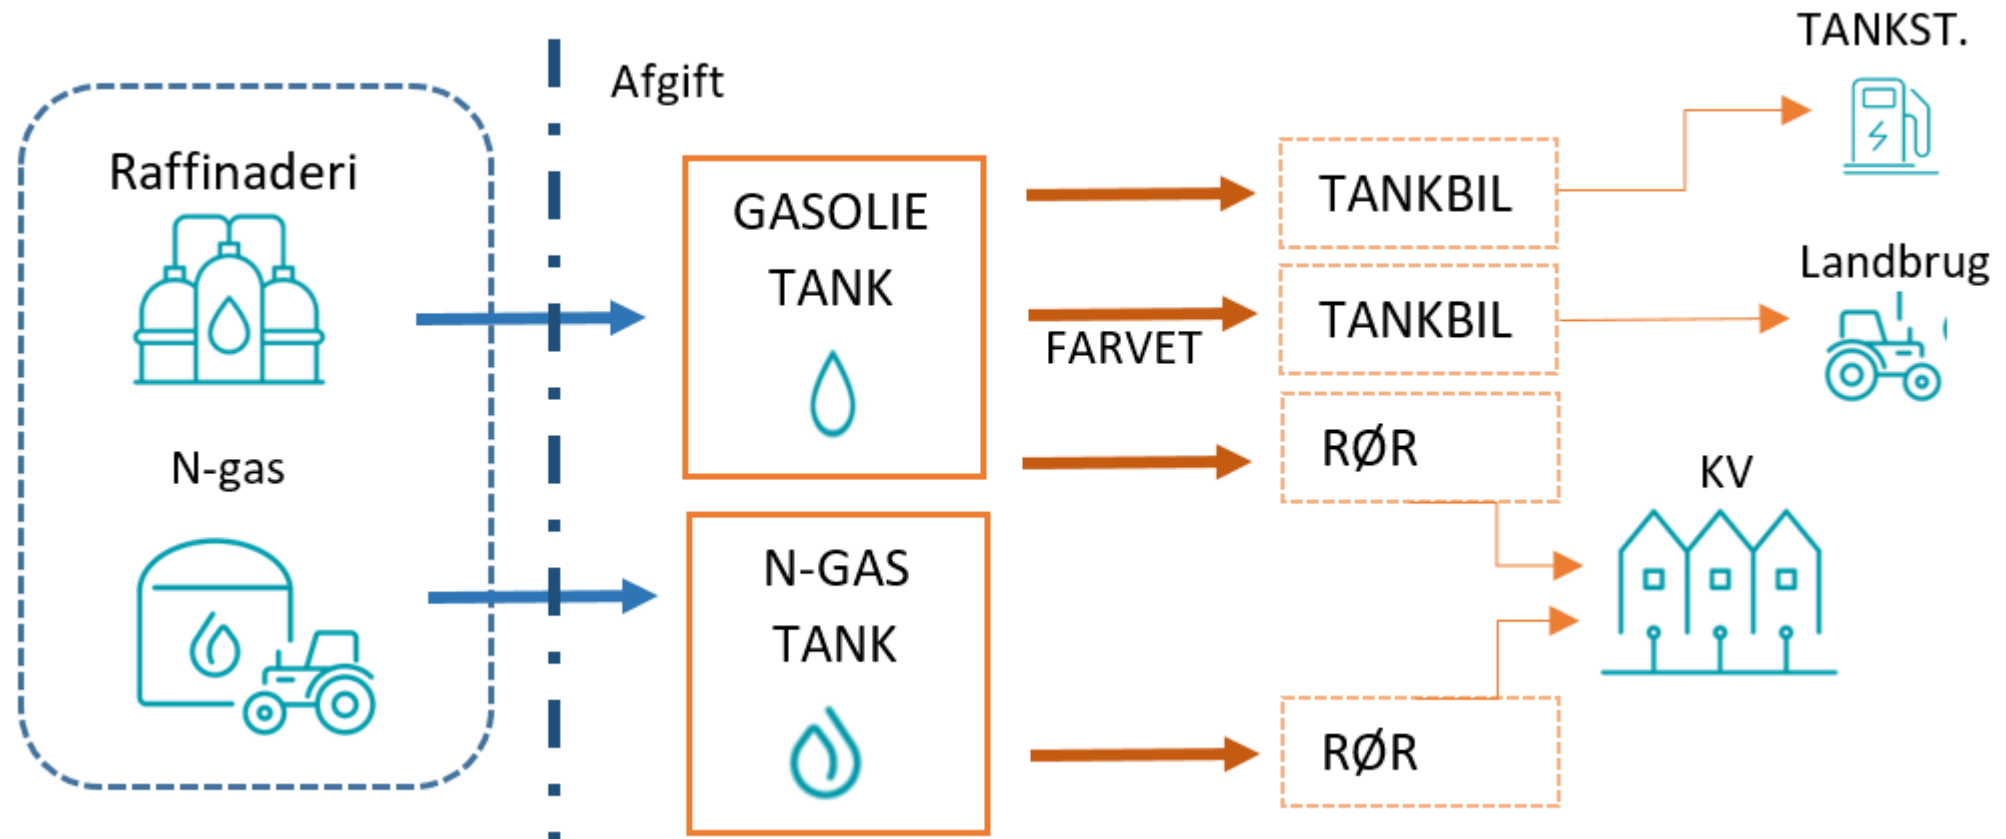 Raffinaderi
N-gas
Afgift
GASOLIE
TANK
N-GAS
TANK
FARVET
TANKBIL
TANKBIL
RØR
RØR
TANKST.
Landbrug
KV